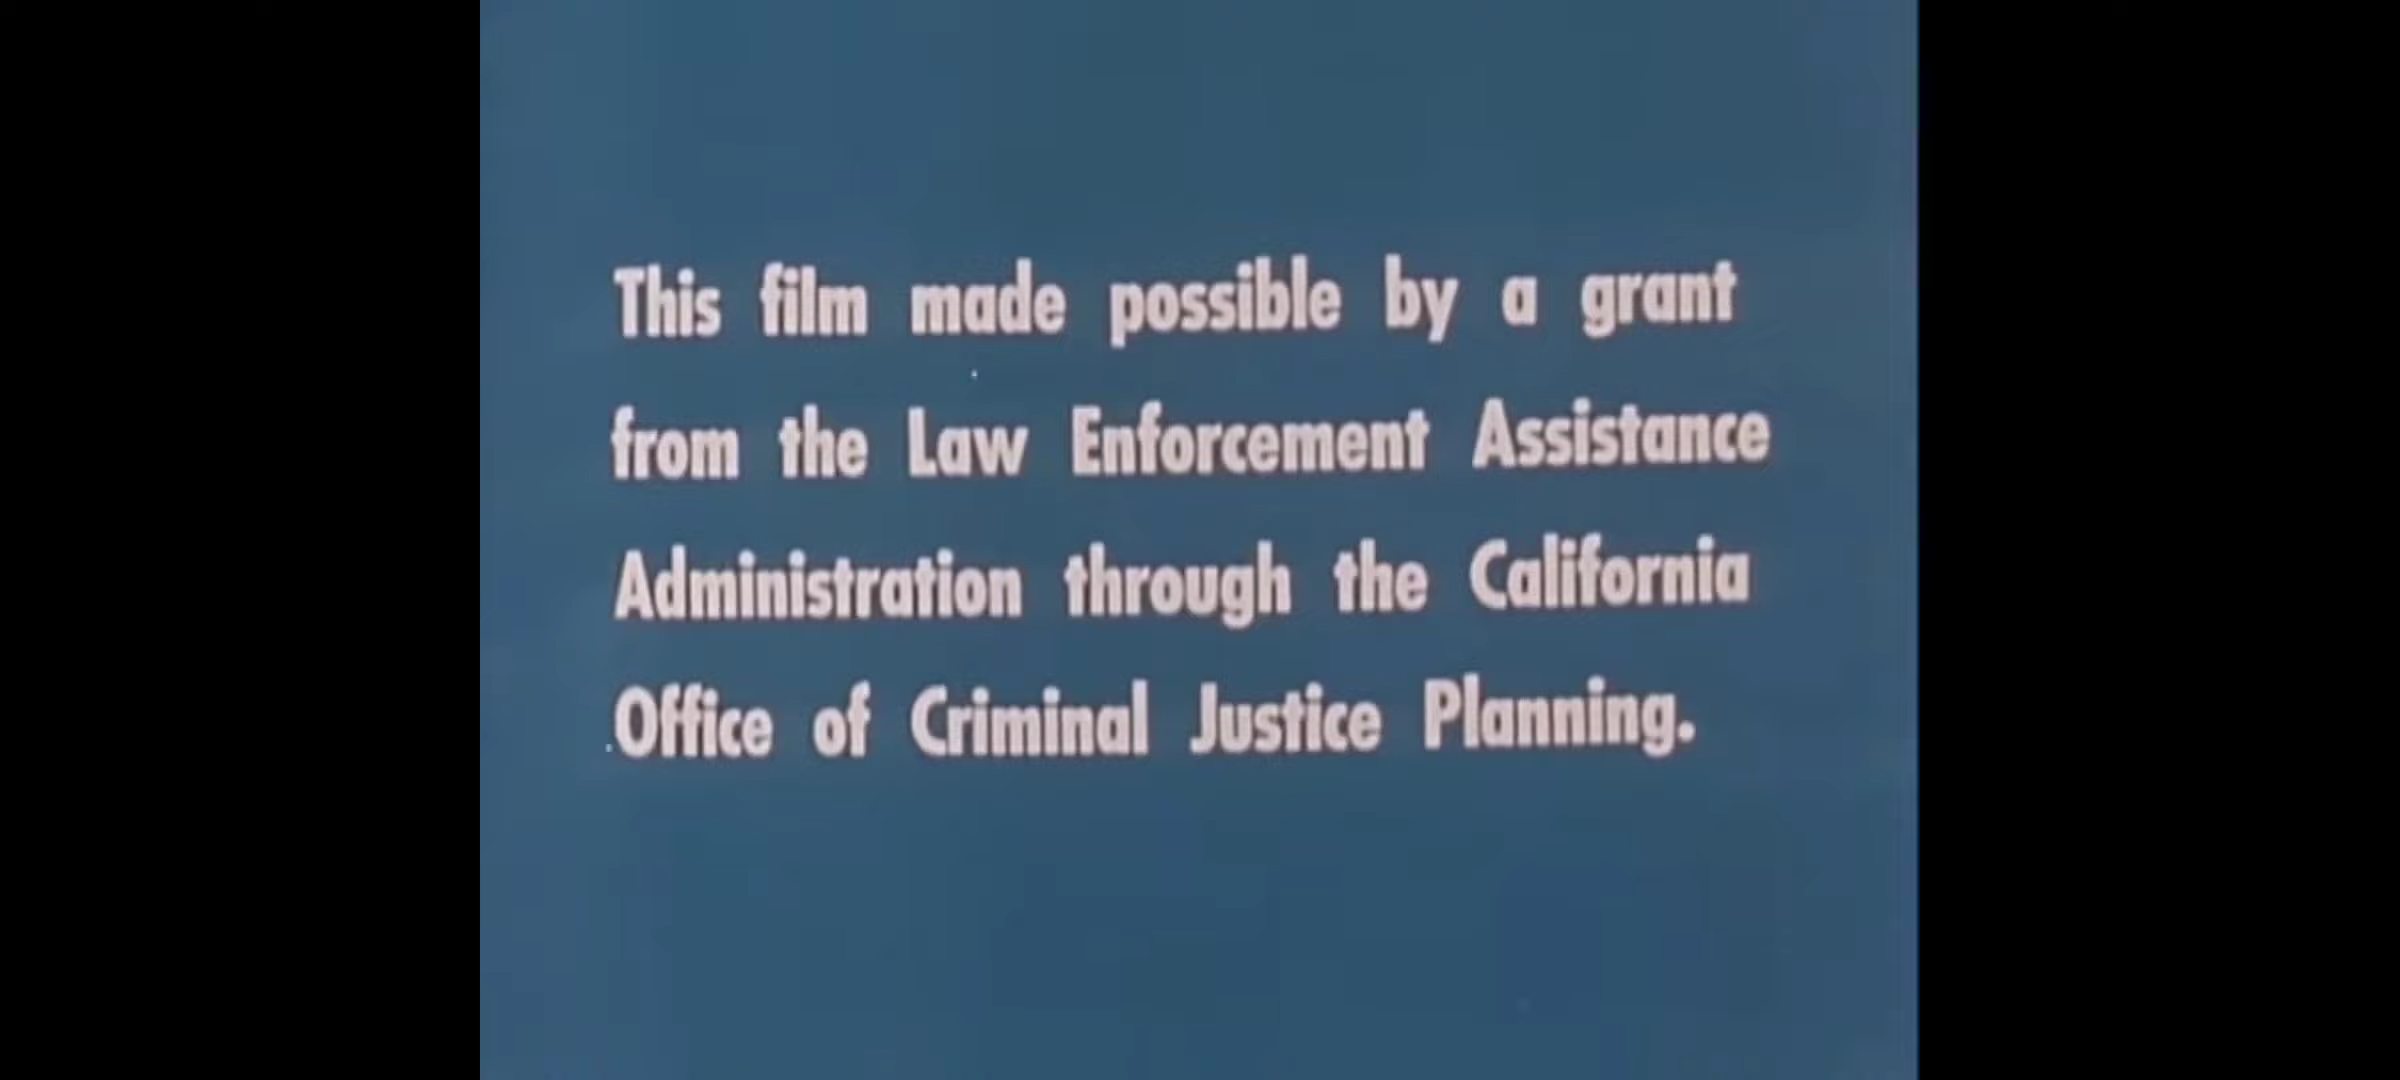 This film made possible by a grant
from the Law Enforcement Assistance
Administration through the California
Office of Criminal Justice Planning.